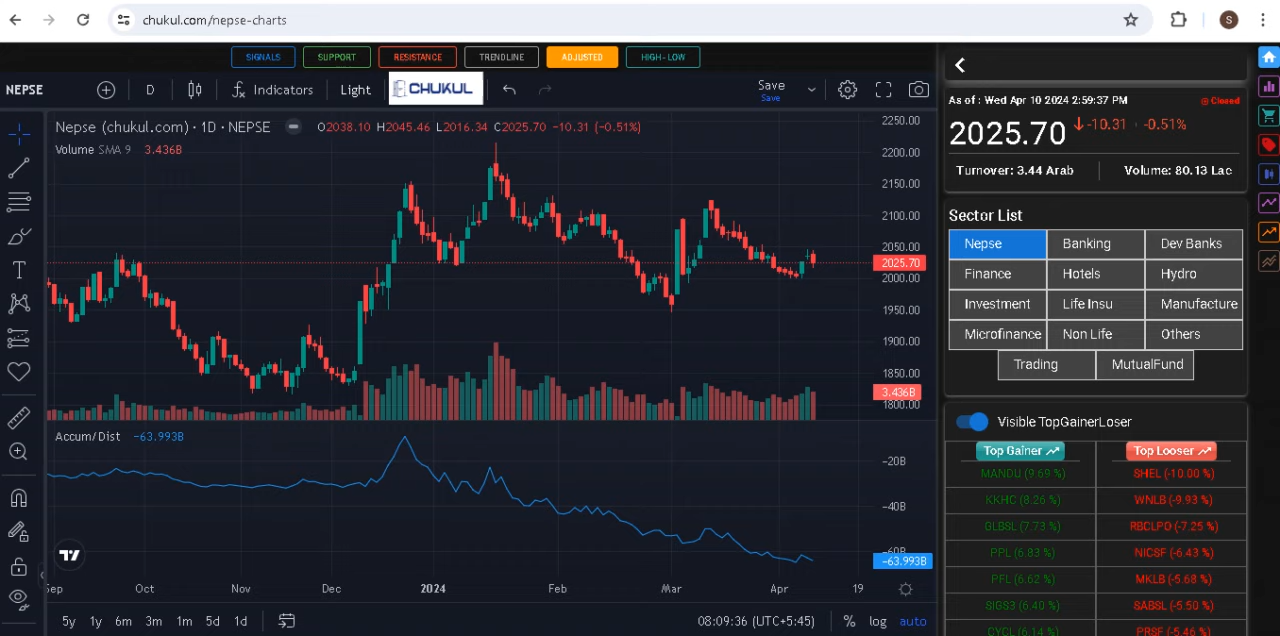 chukul.com/nepse-charts
S
SIGNALS SUPPORT RESISTANCE TRENDLINE ADJUSTED HIGH-LOW
NEPSE D Indicators Light CHUKUL Save
Save
Nepse (chukul.com) · 1D · NEPSE O2038.10 H2045.46 L2016.34 C2025.70 −10.31 (−0.51%)
Volume SMA 9 3.436B
2250.00
2200.00
2150.00
2100.00
2050.00
2025.70
2000.00
1950.00
1900.00
1850.00
3.436B
1800.00
Accum/Dist −63.993B
−20B
−40B
−60B
−63.993B
Sep Oct Nov Dec 2024 Feb Mar Apr 19
5y 1y 6m 3m 1m 5d 1d 08:09:36 (UTC+5:45) % log auto
As of : Wed Apr 10 2024 2:59:37 PM Closed
2025.70 -10.31 -0.51%
Turnover: 3.44 Arab Volume: 80.13 Lac
Sector List
Nepse Banking Dev Banks
Finance Hotels Hydro
Investment Life Insu Manufacture
Microfinance Non Life Others
Trading MutualFund
Visible TopGainerLoser
Top Gainer Top Looser
MANDU (9.69 %) SHEL (-10.00 %)
KKHC (8.26 %) WNLB (-9.93 %)
GLBSL (7.73 %) RBCLPO (-7.25 %)
PPL (6.83 %) NICSF (-6.43 %)
PFL (6.62 %) MKLB (-5.68 %)
SIGS3 (6.40 %) SABSL (-5.50 %)
CYCL (6.14 %) PRSF (-5.46 %)